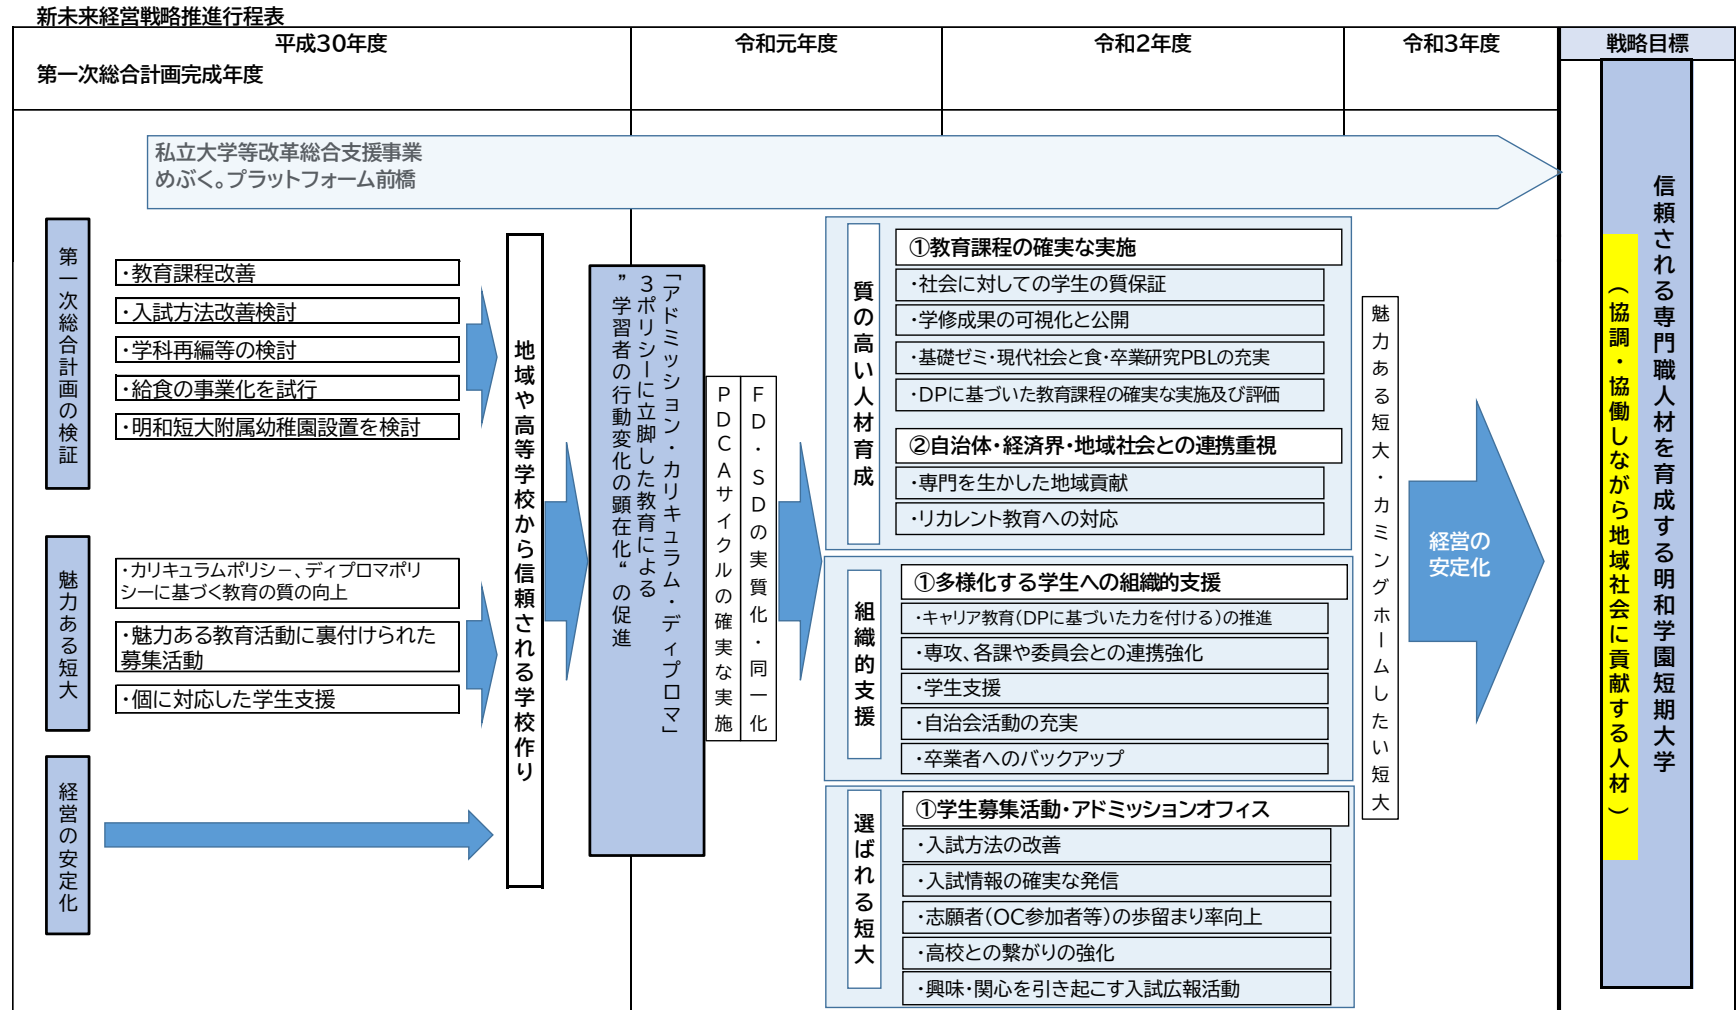 新未来経営戦略推進行程表
平成30年度
令和元年度
令和2年度
令和3年度
戦略目標
第一次総合計画完成年度
私立大学等改革総合支援事業
めぶく。プラットフォーム前橋
第一次総合計画の検証
・教育課程改善
・入試方法改善検討
・学科再編等の検討
・給食の事業化を試行
・明和短大附属幼稚園設置を検討
魅力ある短大
・カリキュラムポリシー、ディプロマポリ
シーに基づく教育の質の向上
・魅力ある教育活動に裏付けられた
募集活動
・個に対応した学生支援
経営の安定化
地域や高等学校から信頼される学校作り
「アドミッション・カリキュラム・ディプロマ」
3ポリシーに立脚した教育による
”学習者の行動変化の顕在化“の促進
FD・SDの実質化・同一化
PDCAサイクルの確実な実施
質の高い人材育成
①教育課程の確実な実施
・社会に対しての学生の質保証
・学修成果の可視化と公開
・基礎ゼミ・現代社会と食・卒業研究PBLの充実
・DPに基づいた教育課程の確実な実施及び評価
②自治体・経済界・地域社会との連携重視
・専門を生かした地域貢献
・リカレント教育への対応
組織的支援
①多様化する学生への組織的支援
・キャリア教育(DPに基づいた力を付ける)の推進
・専攻、各課や委員会との連携強化
・学生支援
・自治会活動の充実
・卒業者へのバックアップ
選ばれる短大
①学生募集活動・アドミッションオフィス
・入試方法の改善
・入試情報の確実な発信
・志願者(OC参加者等)の歩留まり率向上
・高校との繋がりの強化
・興味・関心を引き起こす入試広報活動
魅力ある短大・カミングホームしたい短大
経営の
安定化
信頼される専門職人材を育成する明和学園短期大学
(協調・協働しながら地域社会に貢献する人材)